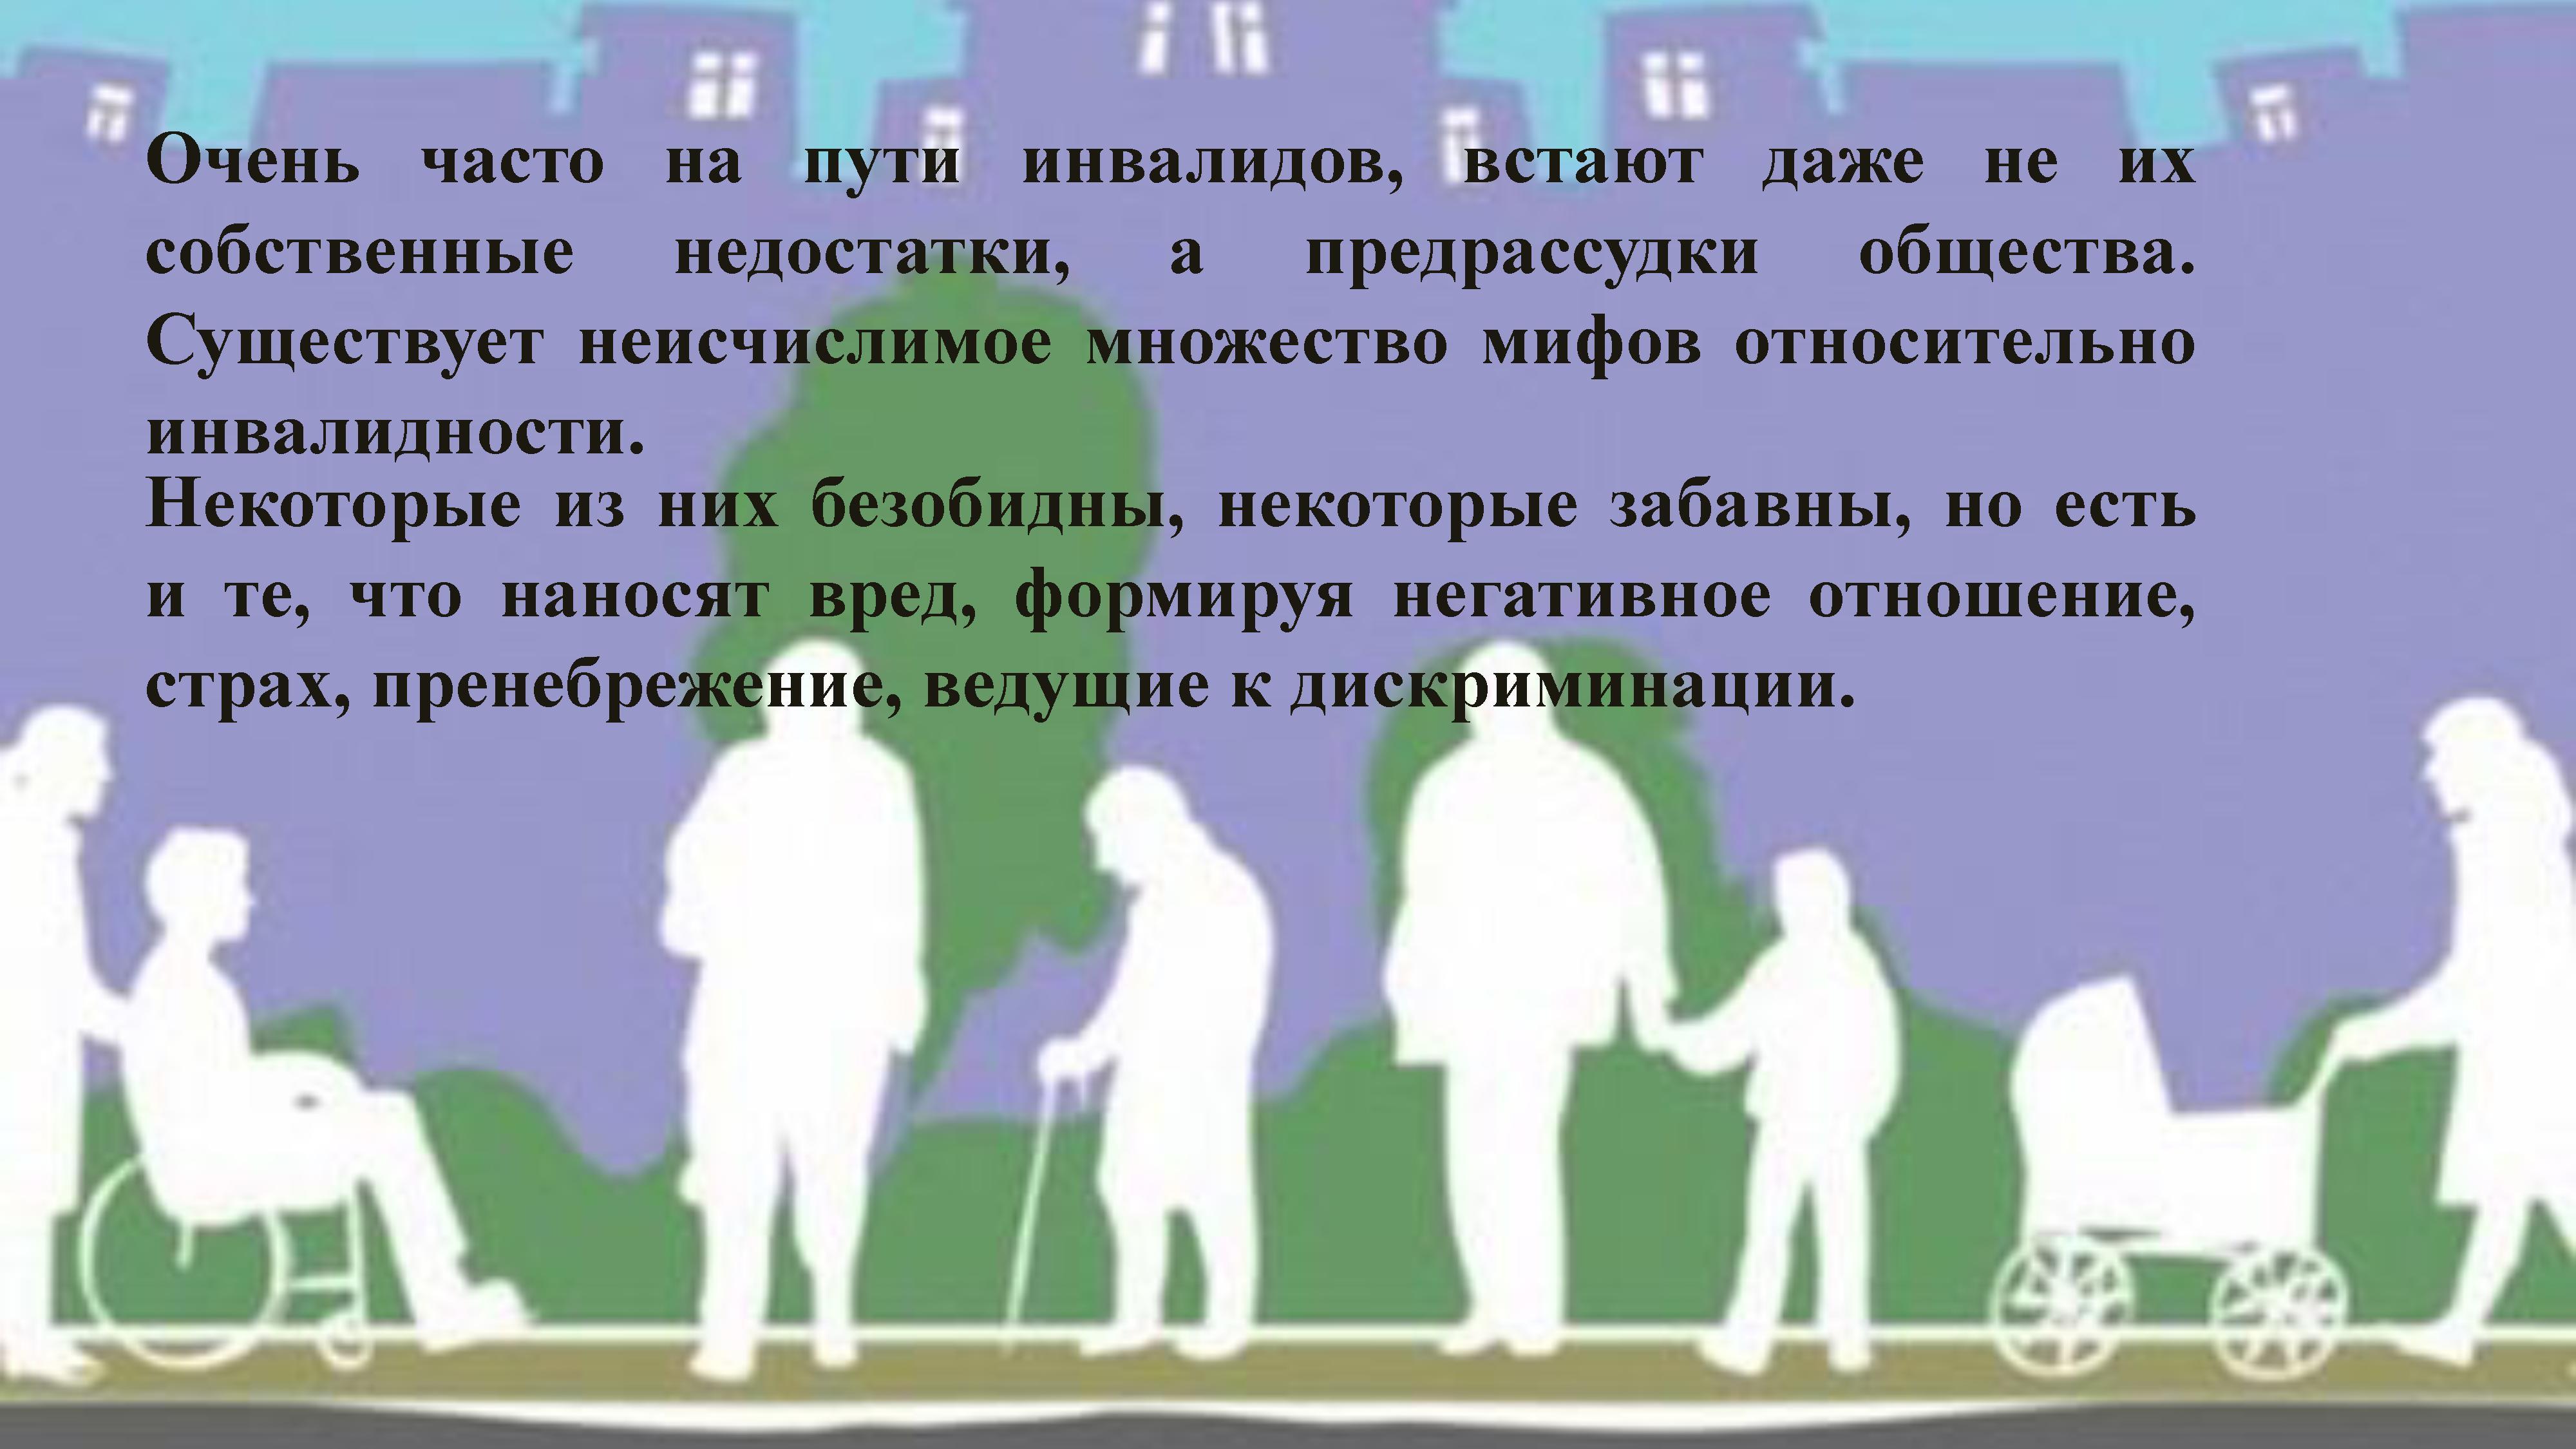 Очень часто на пути инвалидов, встают даже не их
собственные недостатки, а предрассудки общества.
Существует неисчислимое множество мифов относительно
инвалидности.
Некоторые из них безобидны, некоторые забавны, но есть
и те, что наносят вред, формируя негативное отношение,
страх, пренебрежение, ведущие к дискриминации.